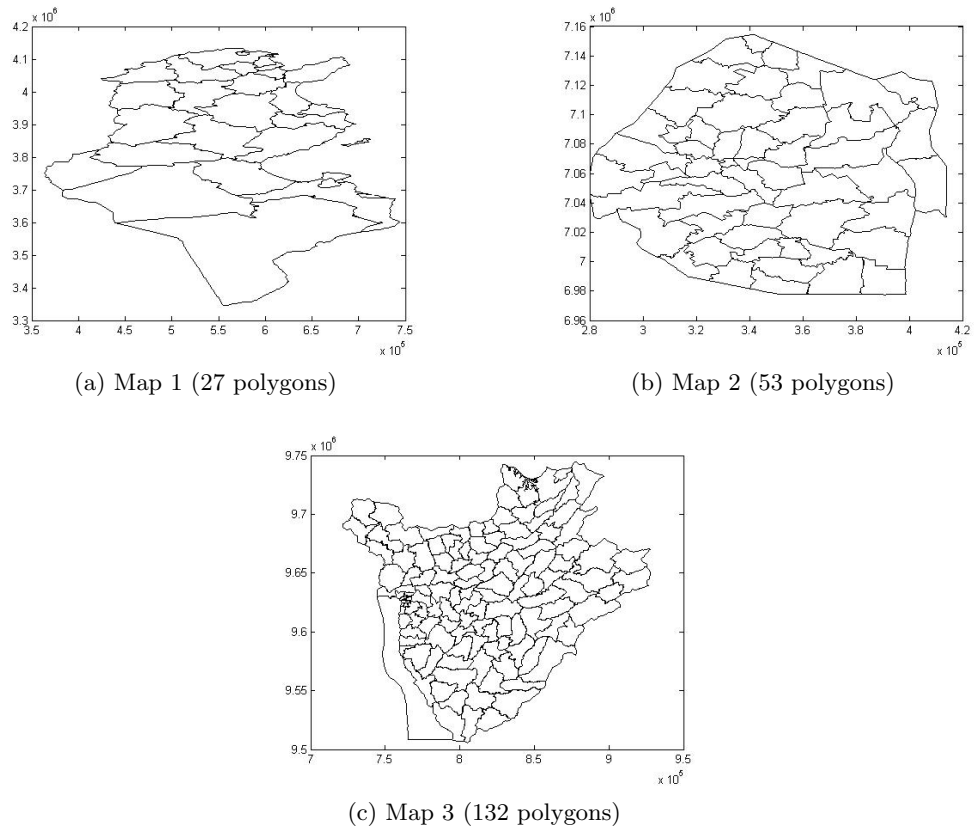 x 10^6
4.2
4.1
4
3.9
3.8
3.7
3.6
3.5
3.4
3.3
3.5 4 4.5 5 5.5 6 6.5 7 7.5
x 10^5
(a) Map 1 (27 polygons)
x 10^6
7.16
7.14
7.12
7.1
7.08
7.06
7.04
7.02
7
6.98
6.96
2.8 3 3.2 3.4 3.6 3.8 4 4.2
x 10^5
(b) Map 2 (53 polygons)
x 10^6
9.75
9.7
9.65
9.6
9.55
9.5
7 7.5 8 8.5 9 9.5
x 10^5
(c) Map 3 (132 polygons)